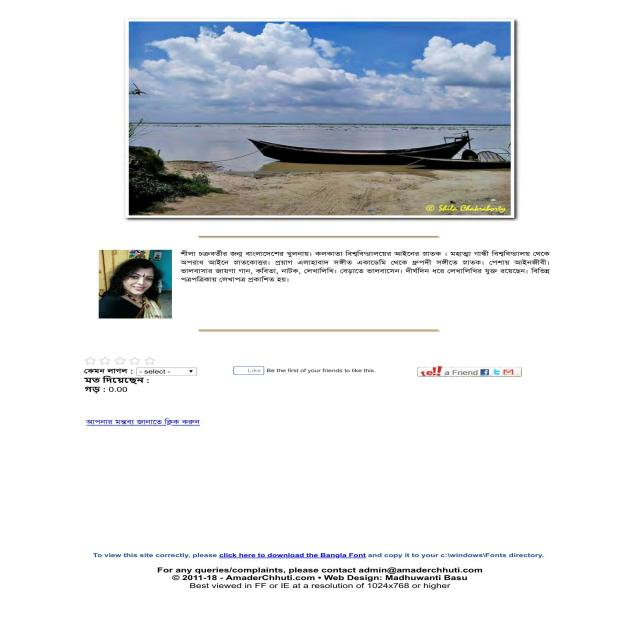 © Shila Chakraborty
শীলা চক্রবর্তীর জন্ম বাংলাদেশের খুলনায়। কলকাতা বিশ্ববিদ্যালয়ের আইনের স্নাতক । মহাত্মা গান্ধী বিশ্ববিদ্যালয় থেকে
অপরাধ আইনে স্নাতকোত্তর। প্রয়াগ এলাহাবাদ সঙ্গীত একাডেমি থেকে ধ্রুপদী সঙ্গীতে স্নাতক। পেশায় আইনজীবী।
ভালবাসার জায়গা গান, কবিতা, নাটক, লেখালিখি। বেড়াতে ভালবাসেন। দীর্ঘদিন ধরে লেখালিখির যুক্ত রয়েছেন। বিভিন্ন
পত্রপত্রিকায় লেখাপত্র প্রকাশিত হয়।
কেমন লাগল : - select -
Like Be the first of your friends to like this.
tell! a Friend
মত দিয়েছেন :
গড় : 0.00
আপনার মন্তব্য জানাতে ক্লিক করুন
To view this site correctly, please click here to download the Bangla Font and copy it to your c:\windows\Fonts directory.
For any queries/complaints, please contact admin@amaderchhuti.com
© 2011-18 - AmaderChhuti.com • Web Design: Madhuwanti Basu
Best viewed in FF or IE at a resolution of 1024x768 or higher